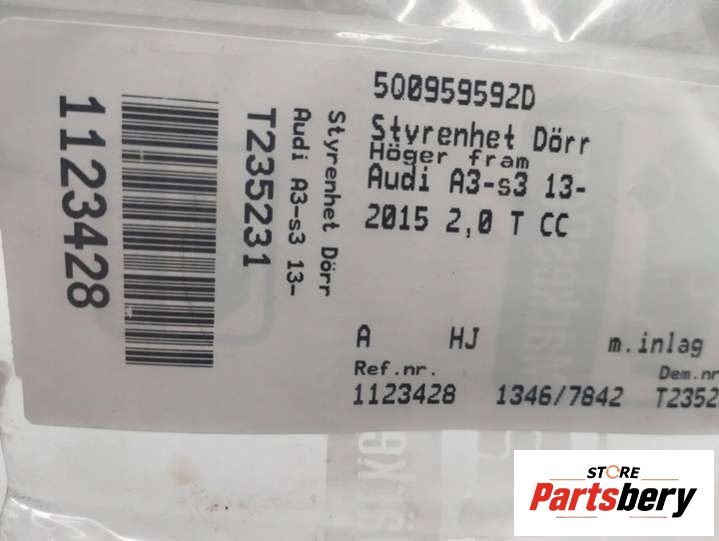 1123428
T235231
Styrenhet Dörr
Audi A3-s3 13-
5Q0959592D
Styrenhet Dörr
Höger fram
Audi A3-s3 13-
2015 2,0 T CC
A HJ m.inlag
Ref.nr. Dem.nr
1123428 1346/7842 T2352
STORE
Partsbery